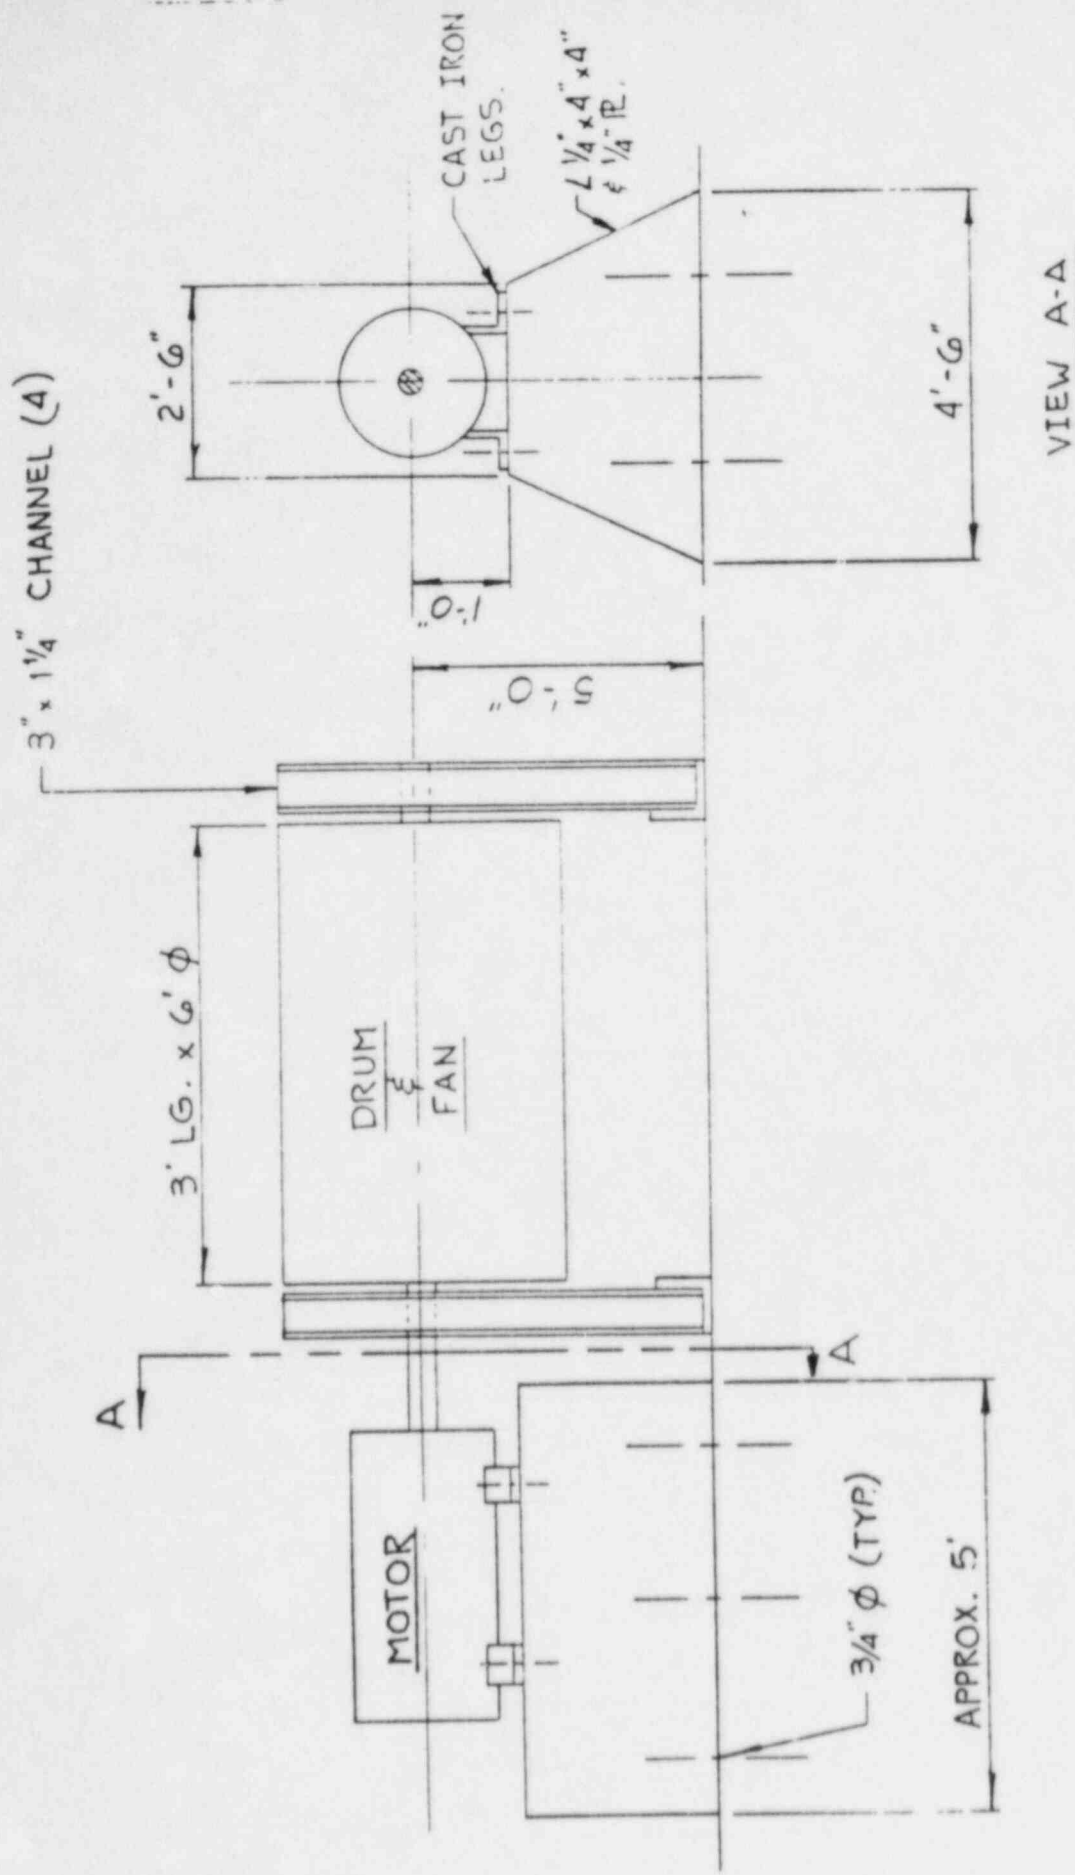 3" x 1¼" CHANNEL (4)
3' LG. x 6' ϕ
2'-6"
CAST IRON
LEGS.
L ¼" x 4" x 4"
& ¼" PL.
1'-0"
5'-0"
A
DRUM
&
FAN
MOTOR
A
3/4" ϕ (TYP.)
APPROX. 5'
4'-6"
VIEW A-A